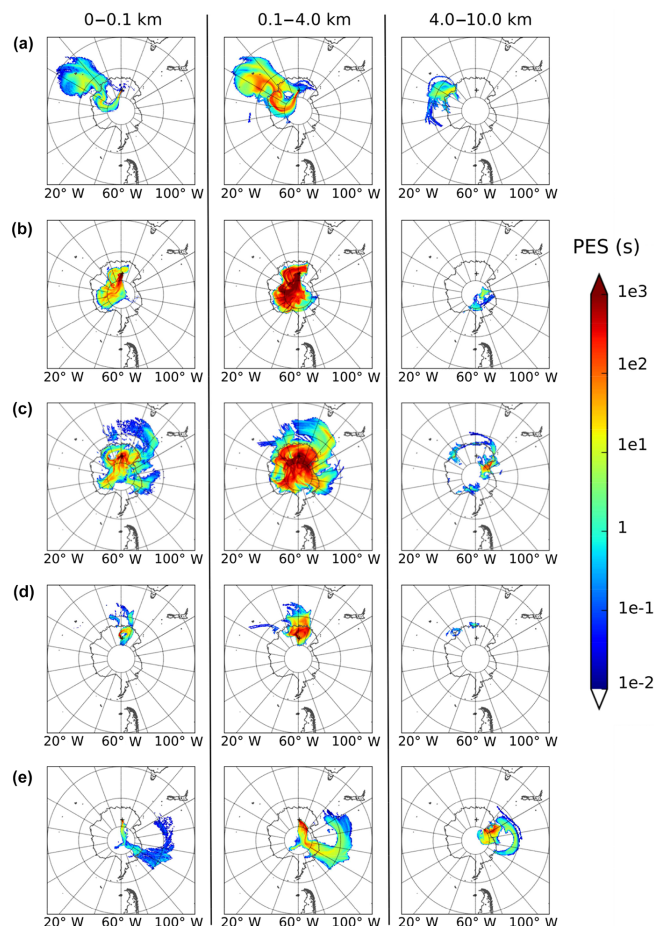 0−0.1 km 0.1−4.0 km 4.0−10.0 km
(a)
20° W 60° W 100° W 20° W 60° W 100° W 20° W 60° W 100° W
(b)
20° W 60° W 100° W 20° W 60° W 100° W 20° W 60° W 100° W
PES (s)
1e3
1e2
1e1
1
1e-1
1e-2
(c)
20° W 60° W 100° W 20° W 60° W 100° W 20° W 60° W 100° W
(d)
20° W 60° W 100° W 20° W 60° W 100° W 20° W 60° W 100° W
(e)
20° W 60° W 100° W 20° W 60° W 100° W 20° W 60° W 100° W